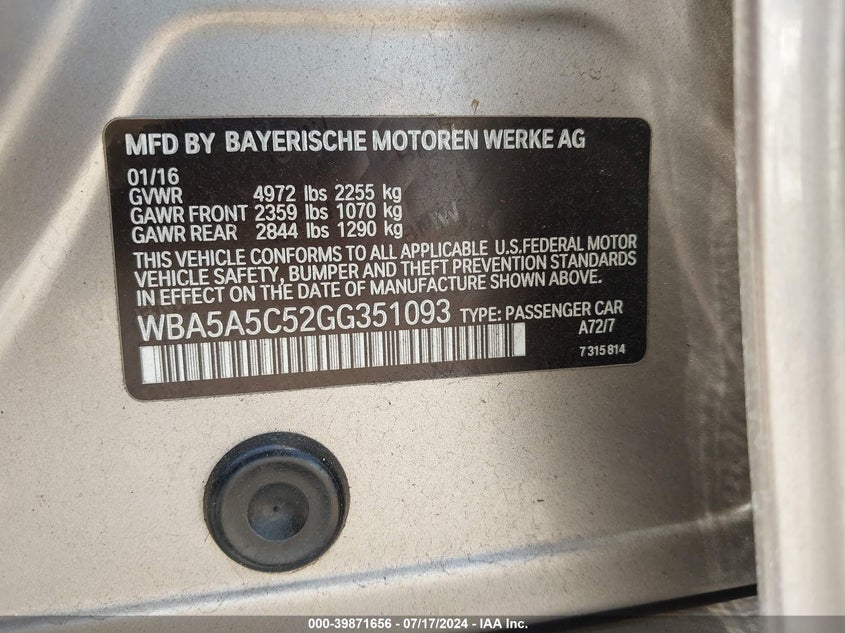 MFD BY BAYERISCHE MOTOREN WERKE AG
01/16
GVWR 4972 lbs 2255 kg
GAWR FRONT 2359 lbs 1070 kg
GAWR REAR 2844 lbs 1290 kg
THIS VEHICLE CONFORMS TO ALL APPLICABLE U.S.FEDERAL MOTOR
VEHICLE SAFETY, BUMPER AND THEFT PREVENTION STANDARDS
IN EFFECT ON THE DATE OF MANUFACTURE SHOWN ABOVE.
WBA5A5C52GG351093 TYPE: PASSENGER CAR
A72/7
7 315 814
000-39871656 - 07/17/2024 - IAA Inc.